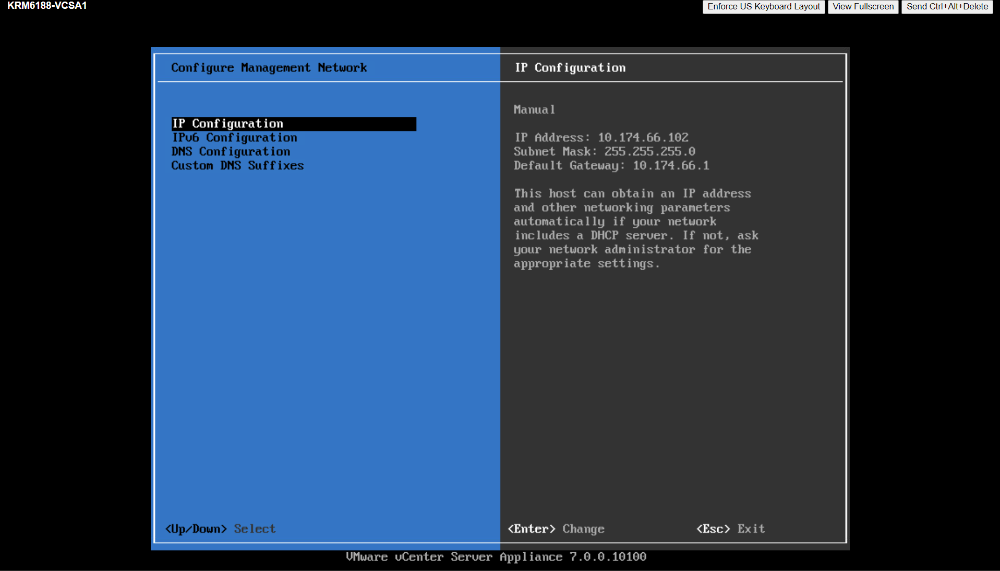 KRM6188-VCSA1
Enforce US Keyboard Layout
View Fullscreen
Send Ctrl+Alt+Delete
Configure Management Network
IP Configuration
IPv6 Configuration
DNS Configuration
Custom DNS Suffixes
IP Configuration
Manual
IP Address: 10.174.66.102
Subnet Mask: 255.255.255.0
Default Gateway: 10.174.66.1
This host can obtain an IP address
and other networking parameters
automatically if your network
includes a DHCP server. If not, ask
your network administrator for the
appropriate settings.
<Up/Down> Select
<Enter> Change
<Esc> Exit
VMware vCenter Server Appliance 7.0.0.10100